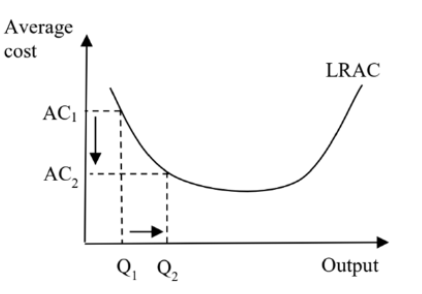 Average
cost
LRAC
AC₁
AC₂
Q₁ Q₂ Output